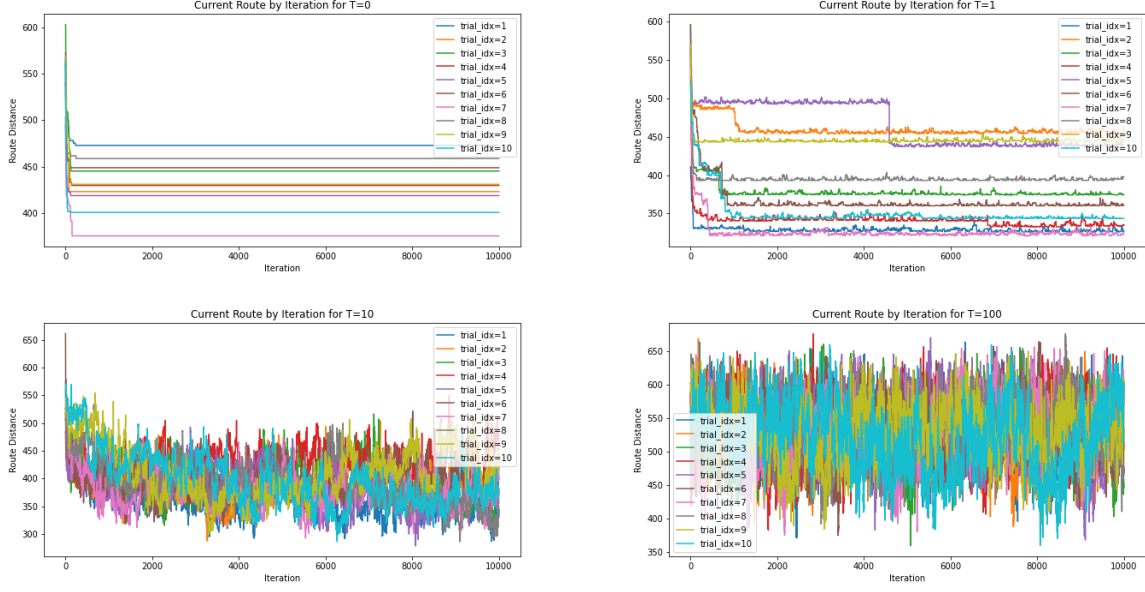 Current Route by Iteration for T=0
600
550
500
450
400
Route Distance
0
2000
4000
6000
8000
10000
Iteration
trial_idx=1
trial_idx=2
trial_idx=3
trial_idx=4
trial_idx=5
trial_idx=6
trial_idx=7
trial_idx=8
trial_idx=9
trial_idx=10
Current Route by Iteration for T=1
600
550
500
450
400
350
Route Distance
0
2000
4000
6000
8000
10000
Iteration
trial_idx=1
trial_idx=2
trial_idx=3
trial_idx=4
trial_idx=5
trial_idx=6
trial_idx=7
trial_idx=8
trial_idx=9
trial_idx=10
Current Route by Iteration for T=10
650
600
550
500
450
400
350
300
Route Distance
0
2000
4000
6000
8000
10000
Iteration
trial_idx=1
trial_idx=2
trial_idx=3
trial_idx=4
trial_idx=5
trial_idx=6
trial_idx=7
trial_idx=8
trial_idx=9
trial_idx=10
Current Route by Iteration for T=100
650
600
550
500
450
400
350
Route Distance
0
2000
4000
6000
8000
10000
Iteration
trial_idx=1
trial_idx=2
trial_idx=3
trial_idx=4
trial_idx=5
trial_idx=6
trial_idx=7
trial_idx=8
trial_idx=9
trial_idx=10